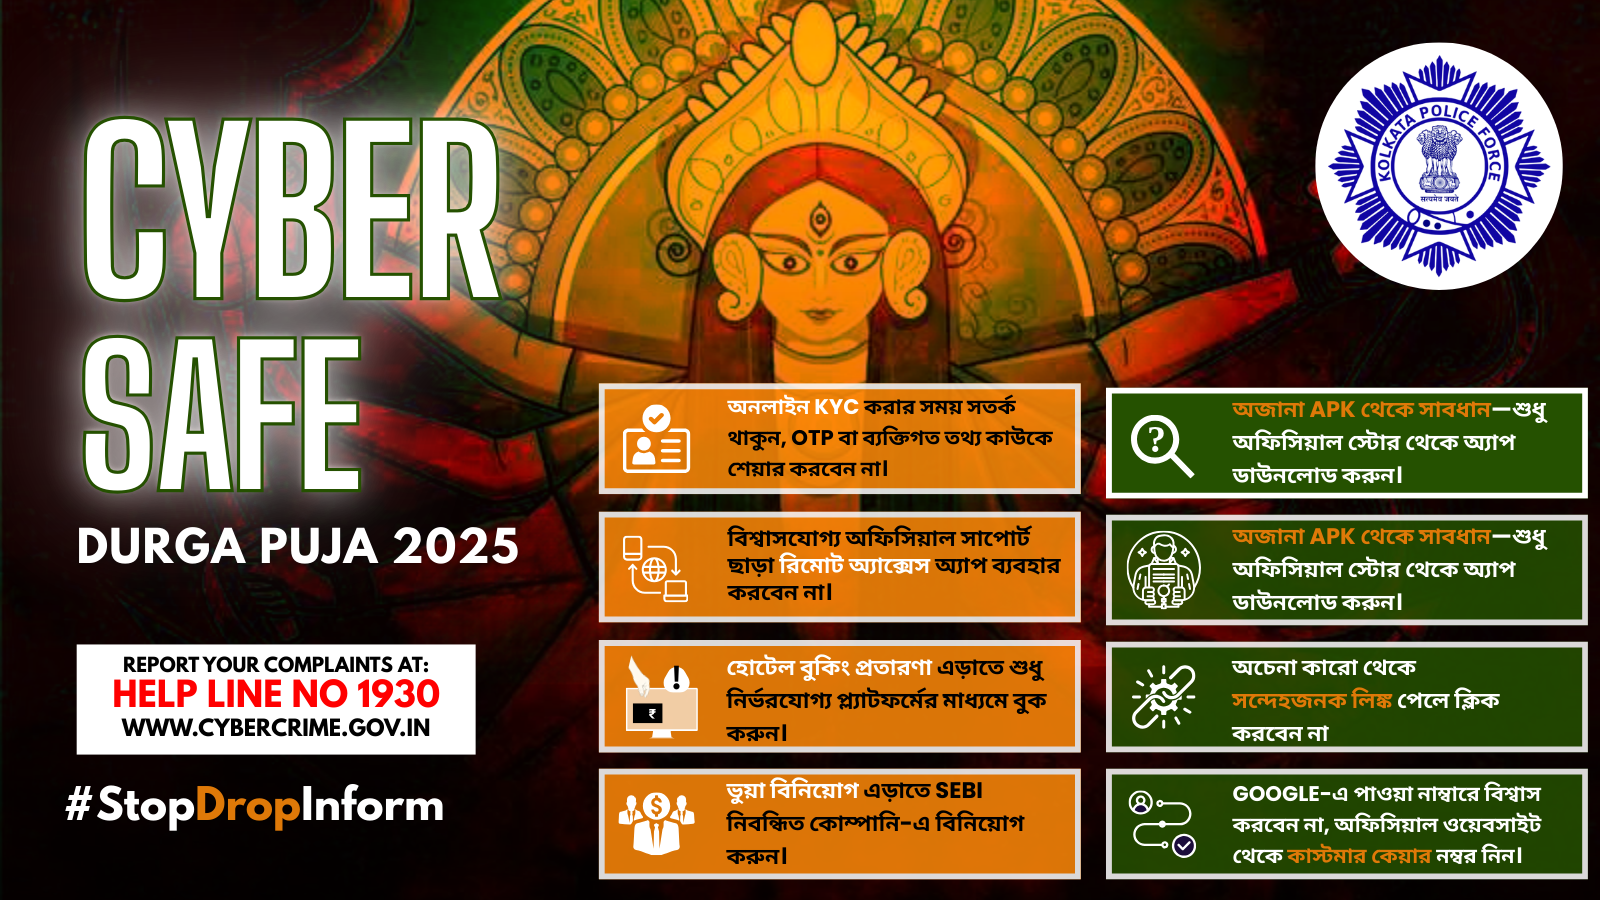 CYBER
SAFE
DURGA PUJA 2025
REPORT YOUR COMPLAINTS AT:
HELP LINE NO 1930
WWW.CYBERCRIME.GOV.IN
#StopDropInform
KOLKATA POLICE FORCE
सत्यमेव जयते
অনলাইন KYC করার সময় সতর্ক
থাকুন, OTP বা ব্যক্তিগত তথ্য কাউকে
শেয়ার করবেন না।
বিশ্বাসযোগ্য অফিসিয়াল সাপোর্ট
ছাড়া রিমোট অ্যাক্সেস অ্যাপ ব্যবহার
করবেন না।
হোটেল বুকিং প্রতারণা এড়াতে শুধু
নির্ভরযোগ্য প্ল্যাটফর্মের মাধ্যমে বুক
করুন।
ভুয়া বিনিয়োগ এড়াতে SEBI
নিবন্ধিত কোম্পানি-এ বিনিয়োগ
করুন।
অজানা APK থেকে সাবধান—শুধু
অফিসিয়াল স্টোর থেকে অ্যাপ
ডাউনলোড করুন।
অজানা APK থেকে সাবধান—শুধু
অফিসিয়াল স্টোর থেকে অ্যাপ
ডাউনলোড করুন।
অচেনা কারো থেকে
সন্দেহজনক লিঙ্ক পেলে ক্লিক
করবেন না
GOOGLE-এ পাওয়া নাম্বারে বিশ্বাস
করবেন না, অফিসিয়াল ওয়েবসাইট
থেকে কাস্টমার কেয়ার নম্বর নিন।